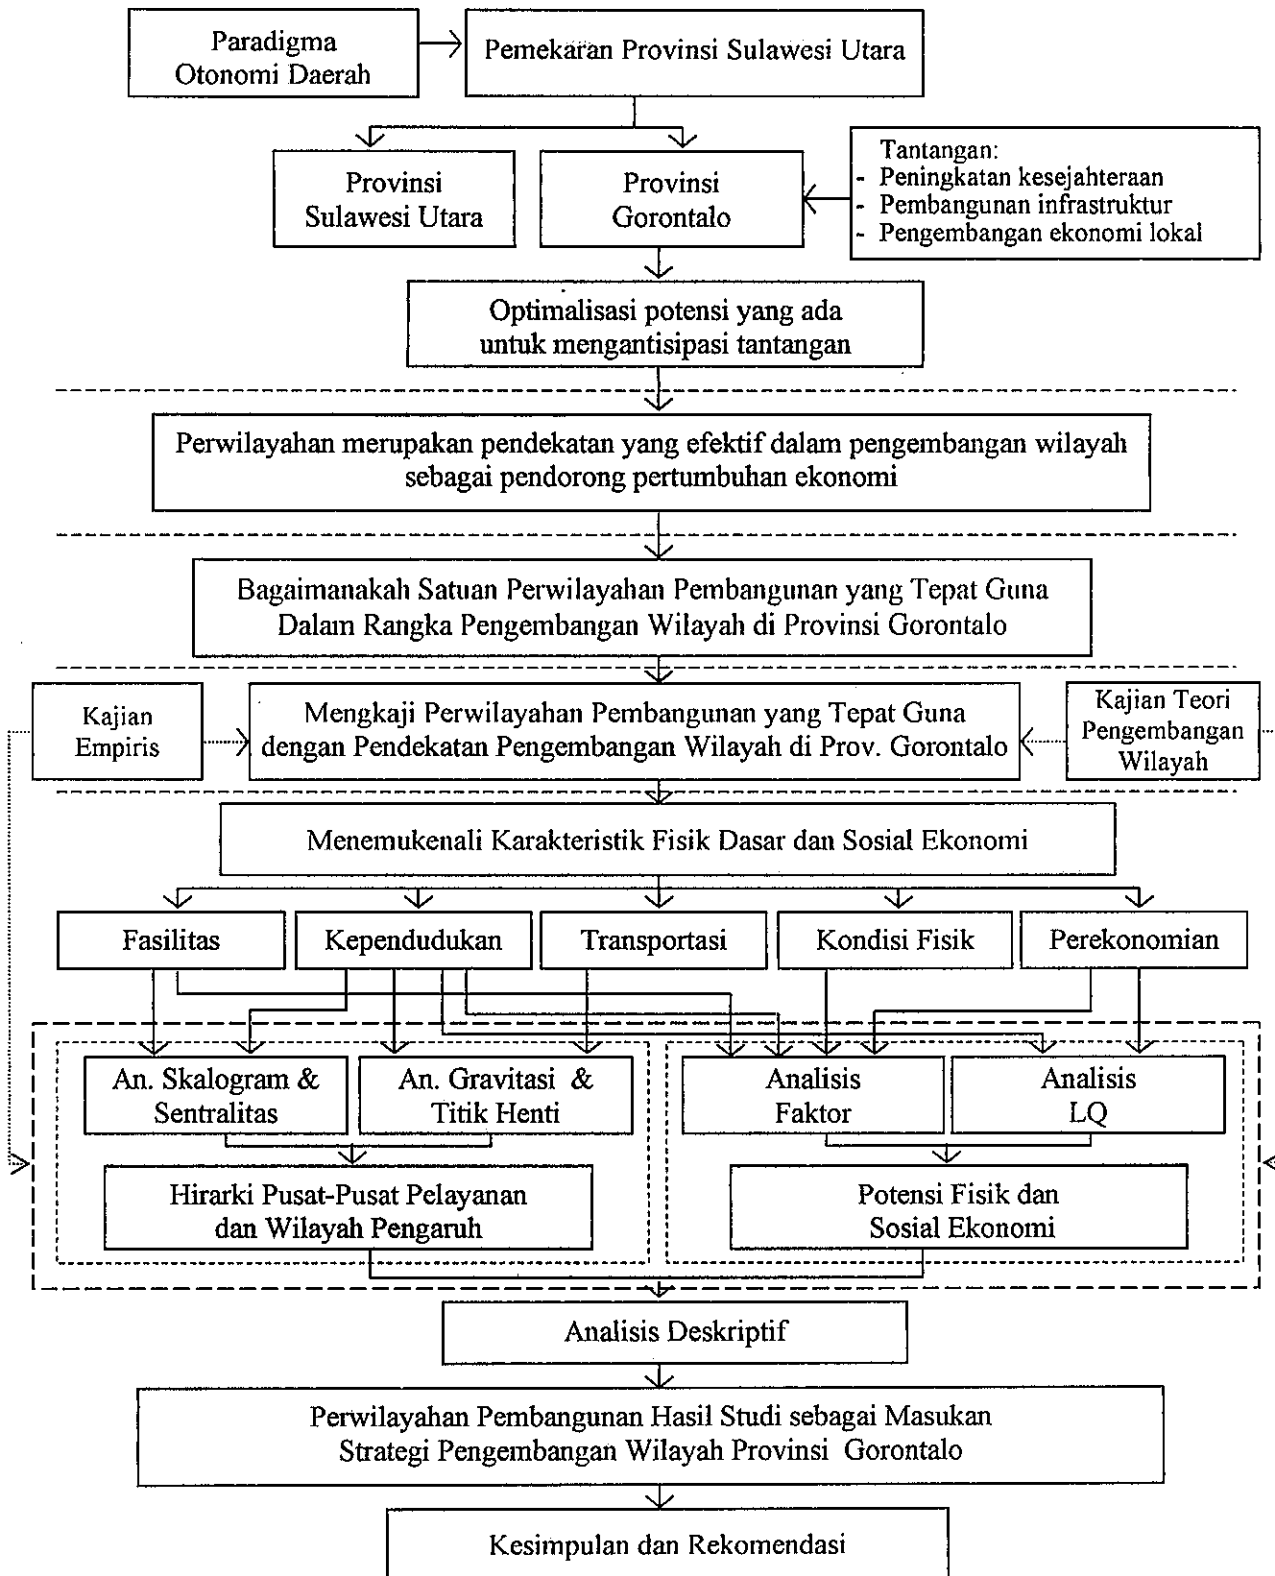 Paradigma
Otonomi Daerah
Pemekaran Provinsi Sulawesi Utara
Provinsi
Sulawesi Utara
Provinsi
Gorontalo
Tantangan:
- Peningkatan kesejahteraan
- Pembangunan infrastruktur
- Pengembangan ekonomi lokal
Optimalisasi potensi yang ada
untuk mengantisipasi tantangan
Perwilayahan merupakan pendekatan yang efektif dalam pengembangan wilayah
sebagai pendorong pertumbuhan ekonomi
Bagaimanakah Satuan Perwilayahan Pembangunan yang Tepat Guna
Dalam Rangka Pengembangan Wilayah di Provinsi Gorontalo
Kajian
Empiris
Mengkaji Perwilayahan Pembangunan yang Tepat Guna
dengan Pendekatan Pengembangan Wilayah di Prov. Gorontalo
Kajian Teori
Pengembangan
Wilayah
Menemukenali Karakteristik Fisik Dasar dan Sosial Ekonomi
Fasilitas
Kependudukan
Transportasi
Kondisi Fisik
Perekonomian
An. Skalogram &
Sentralitas
An. Gravitasi &
Titik Henti
Analisis
Faktor
Analisis
LQ
Hirarki Pusat-Pusat Pelayanan
dan Wilayah Pengaruh
Potensi Fisik dan
Sosial Ekonomi
Analisis Deskriptif
Perwilayahan Pembangunan Hasil Studi sebagai Masukan
Strategi Pengembangan Wilayah Provinsi Gorontalo
Kesimpulan dan Rekomendasi